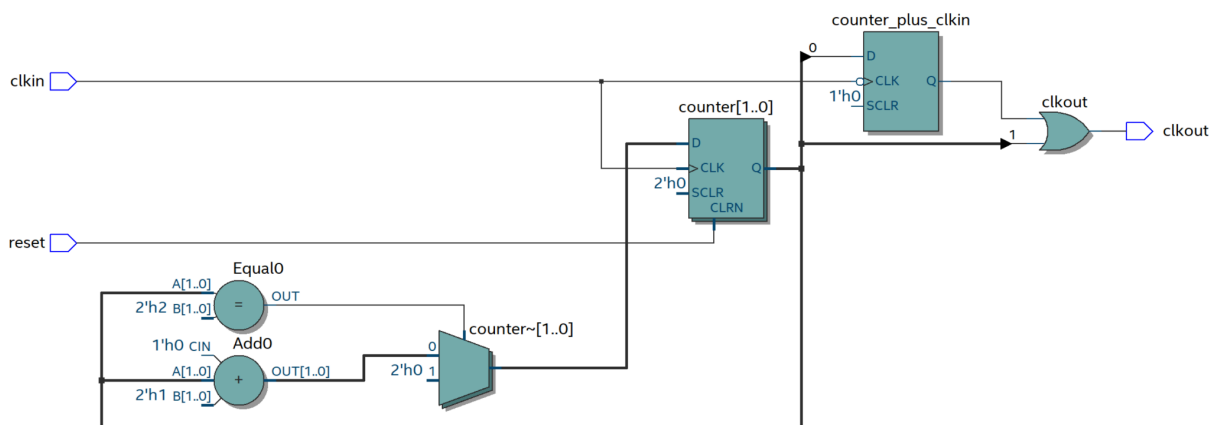 counter_plus_clkin
0
D
clkin
CLK
Q
1'h0
SCLR
clkout
counter[1..0]
1
clkout
D
CLK
Q
2'h0
SCLR
CLRN
reset
Equal0
A[1..0]
OUT
=
2'h2 B[1..0]
counter~[1..0]
1'h0 CIN
Add0
0
A[1..0]
OUT[1..0]
2'h0 1
+
2'h1 B[1..0]